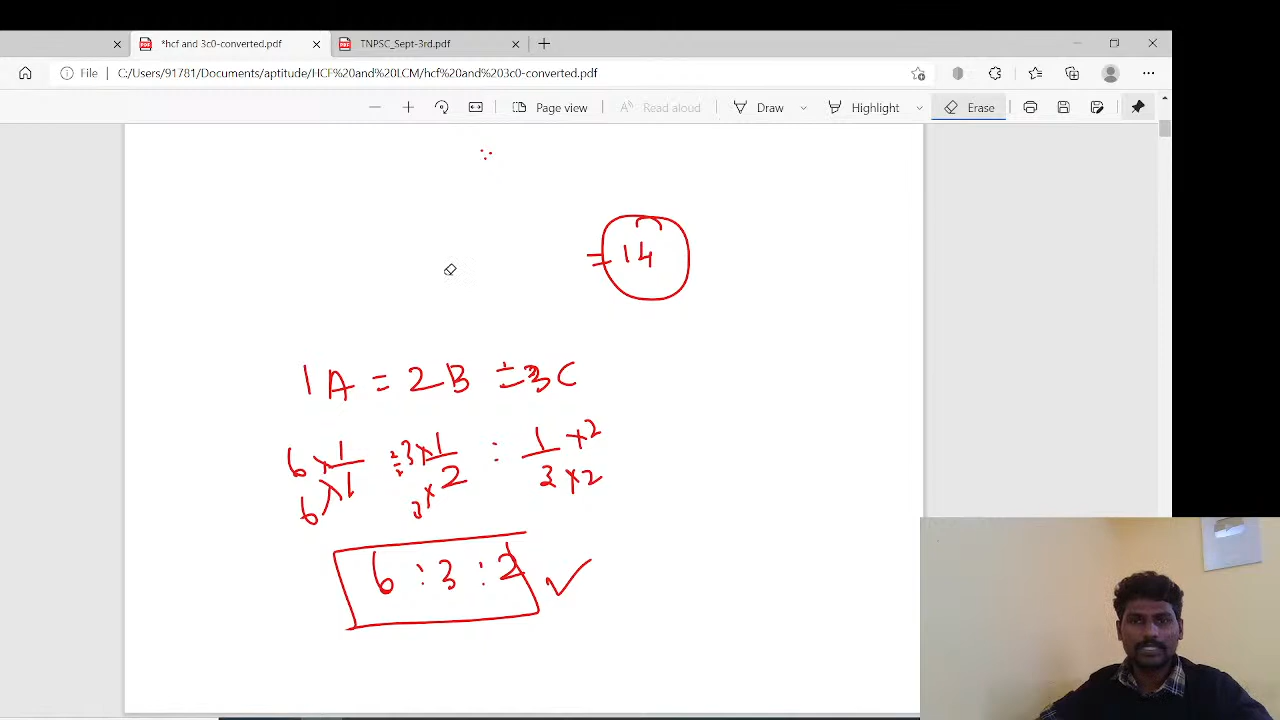 *hcf and 3c0-converted.pdf
TNPSC_Sept-3rd.pdf
File
C:/Users/91781/Documents/aptitude/HCF%20and%20LCM/hcf%20and%203c0-converted.pdf
Page view
Read aloud
Draw
Highlight
Erase
= 14
1A = 2B = 3C
6 × 1 : 3 × 1 : 1 × 2
6 × 1 3 × 2 3 × 2
6 : 3 : 2 ✓